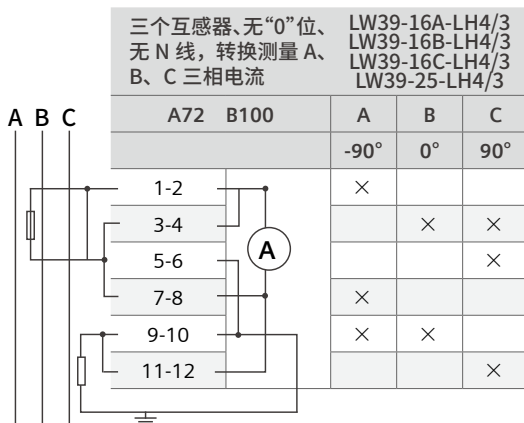 三个互感器、无“0”位、
无 N 线，转换测量 A、
B、C 三相电流
LW39-16A-LH4/3
LW39-16B-LH4/3
LW39-16C-LH4/3
LW39-25-LH4/3
A B C
A72 B100 A B C
-90° 0° 90°
1-2 ×
3-4 × ×
A
5-6 ×
7-8 ×
9-10 × ×
11-12 ×